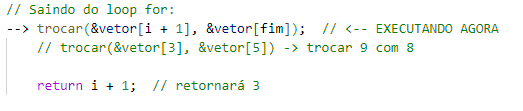 // Saindo do loop for:
--> trocar(&vetor[i + 1], &vetor[fim]);  // <-- EXECUTANDO AGORA
// trocar(&vetor[3], &vetor[5]) -> trocar 9 com 8
return i + 1;  // retornará 3